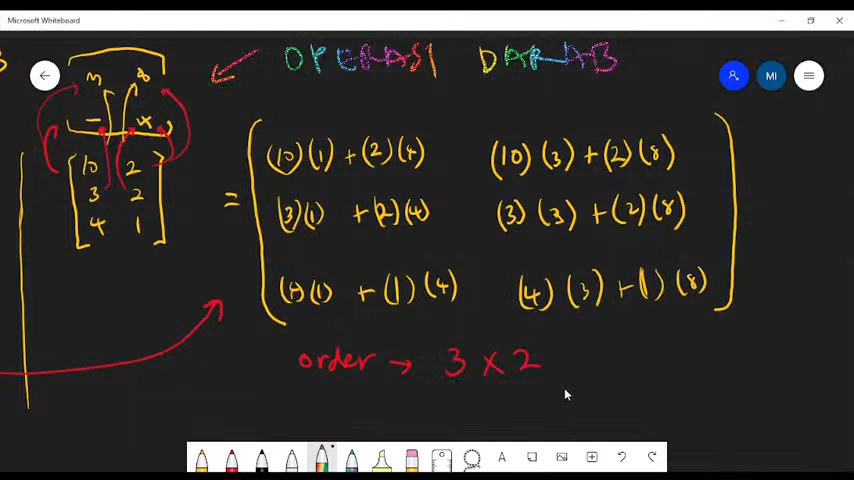 Microsoft Whiteboard
OPERASI DARAB
MI
3 8
1 4
10 2
3 2
4 1
=
(10)(1) + (2)(4) (10)(3) + (2)(8)
(3)(1) + (2)(4) (3)(3) + (2)(8)
(4)(1) + (1)(4) (4)(3) + (1)(8)
order → 3 x 2
A